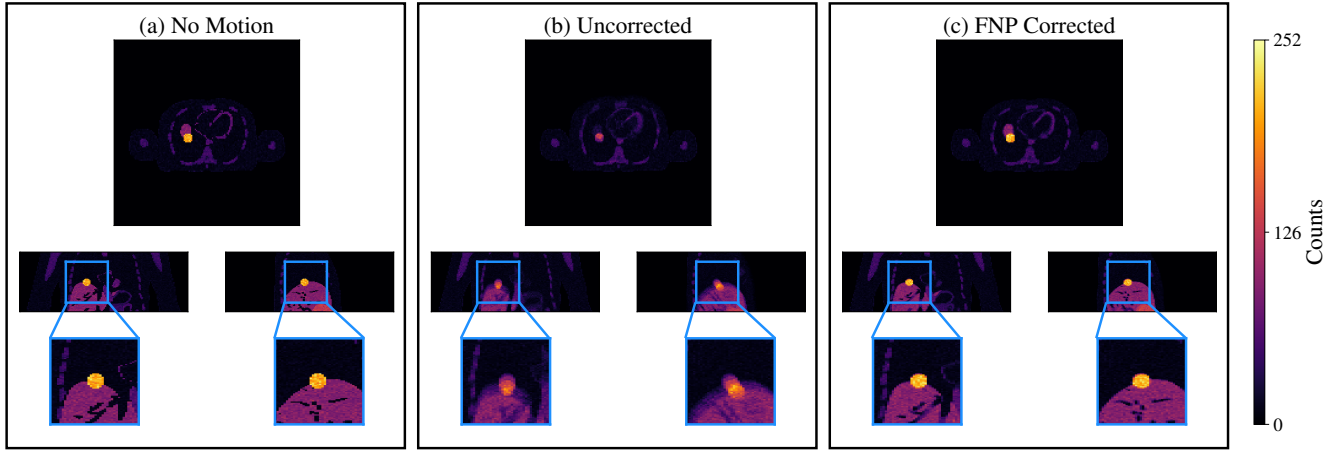 (a) No Motion
(b) Uncorrected
(c) FNP Corrected
252
126
0
Counts